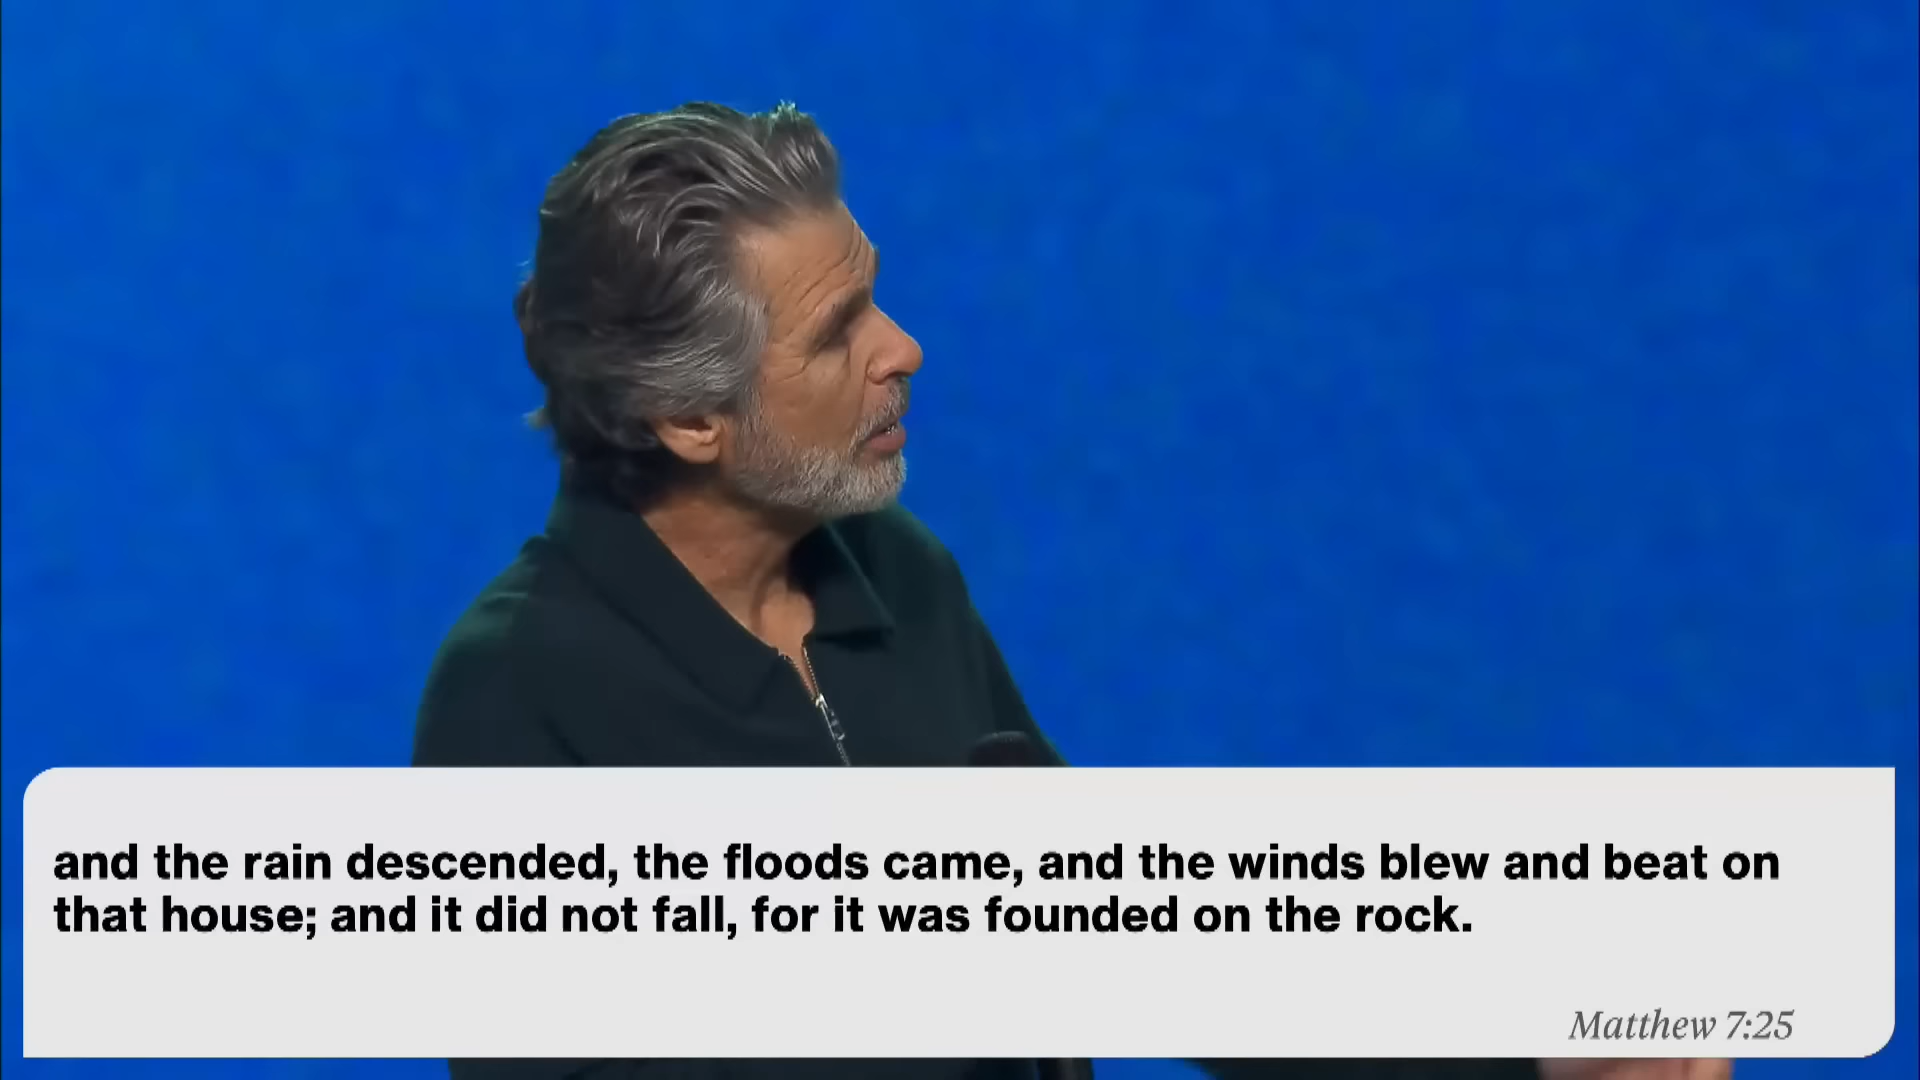 and the rain descended, the floods came, and the winds blew and beat on
that house; and it did not fall, for it was founded on the rock.
Matthew 7:25